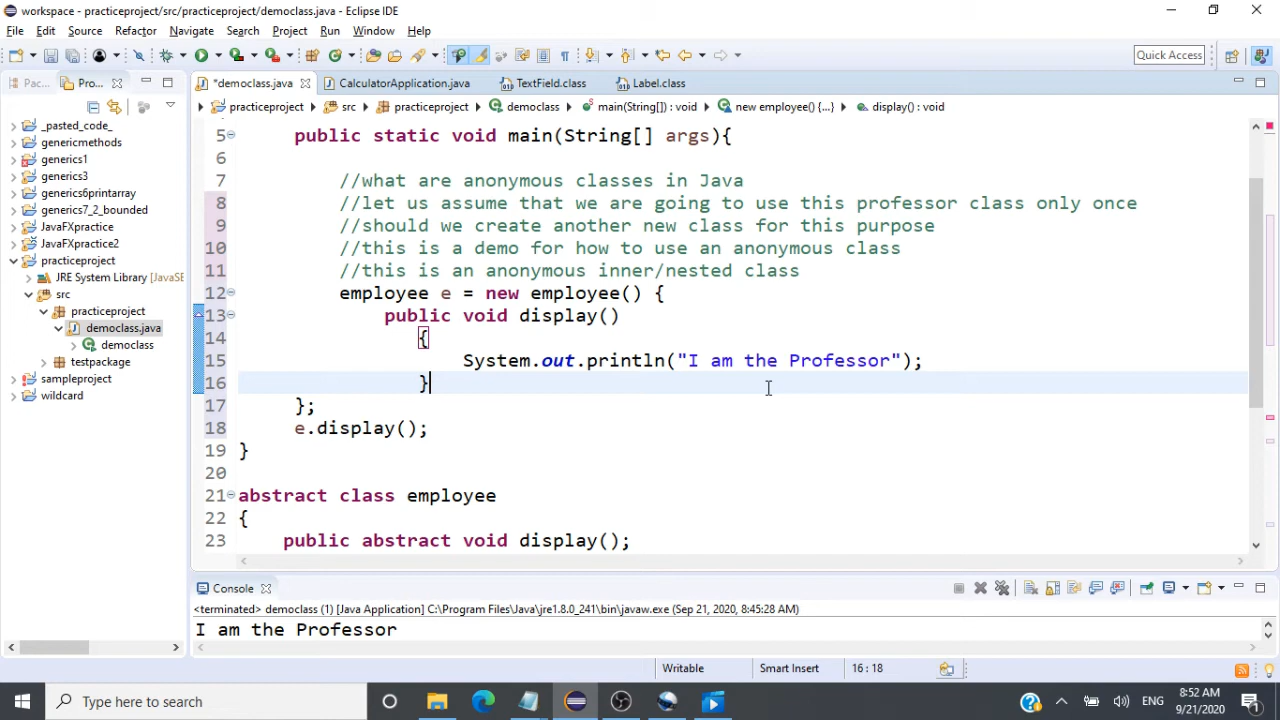 workspace - practiceproject/src/practiceproject/democlass.java - Eclipse IDE
File Edit Source Refactor Navigate Search Project Run Window Help
Quick Access
Pac... Pro... *democlass.java CalculatorApplication.java TextField.class Label.class
practiceproject src practiceproject democlass main(String[]) : void new employee() {...} display() : void
_pasted_code_
genericmethods
generics1
generics3
generics6printarray
generics7_2_bounded
JavaFXpractice
JavaFXpractice2
practiceproject
JRE System Library [JavaSE
src
practiceproject
democlass.java
democlass
testpackage
sampleproject
wildcard
5 public static void main(String[] args){
6
7 //what are anonymous classes in Java
8 //let us assume that we are going to use this professor class only once
9 //should we create another new class for this purpose
10 //this is a demo for how to use an anonymous class
11 //this is an anonymous inner/nested class
12 employee e = new employee() {
13 public void display()
14 {
15 System.out.println("I am the Professor");
16 }
17 };
18 e.display();
19 }
20
21 abstract class employee
22 {
23 public abstract void display();
Console
<terminated> democlass (1) [Java Application] C:\Program Files\Java\jre1.8.0_241\bin\javaw.exe (Sep 21, 2020, 8:45:28 AM)
I am the Professor
Writable Smart Insert 16 : 18
Type here to search
ENG
8:52 AM
9/21/2020
1